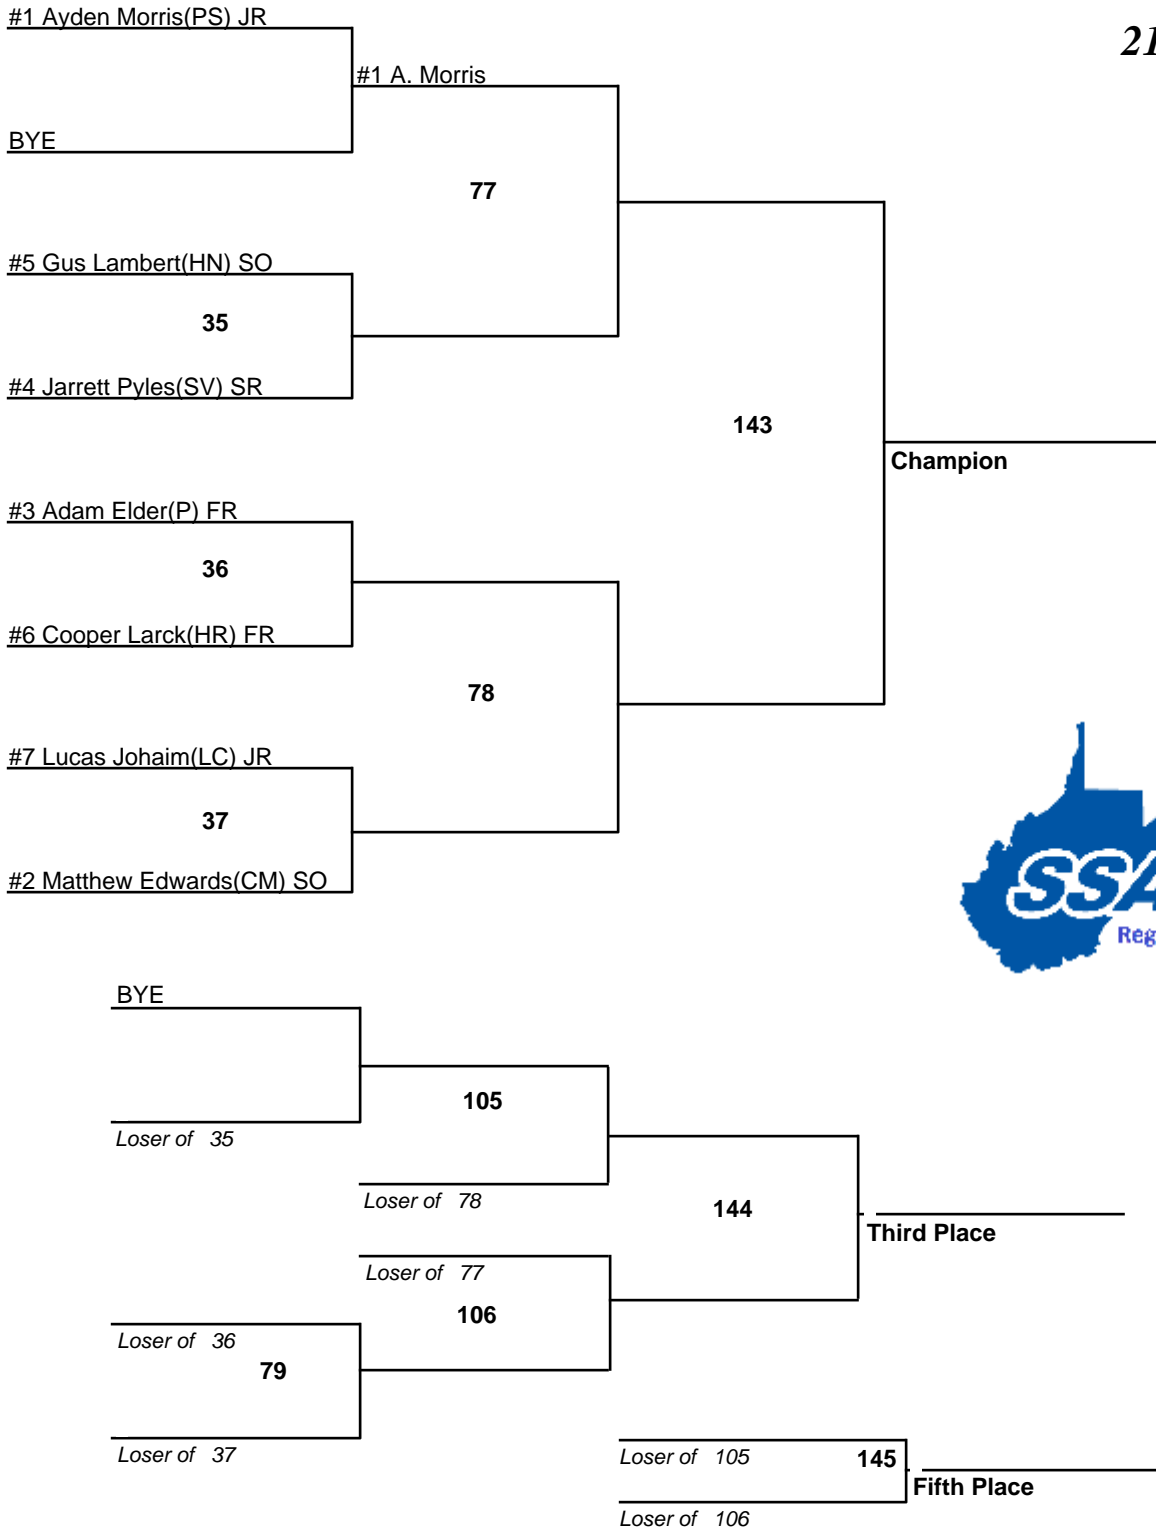 #1 Ayden Morris(PS) JR
21
#1 A. Morris
BYE
77
#5 Gus Lambert(HN) SO
35
#4 Jarrett Pyles(SV) SR
143
Champion
#3 Adam Elder(P) FR
36
#6 Cooper Larck(HR) FR
78
#7 Lucas Johaim(LC) JR
37
#2 Matthew Edwards(CM) SO
SSA
Reg
BYE
105
Loser of 35
Loser of 78
144
Third Place
Loser of 77
106
Loser of 36
79
Loser of 37
Loser of 105
145
Fifth Place
Loser of 106